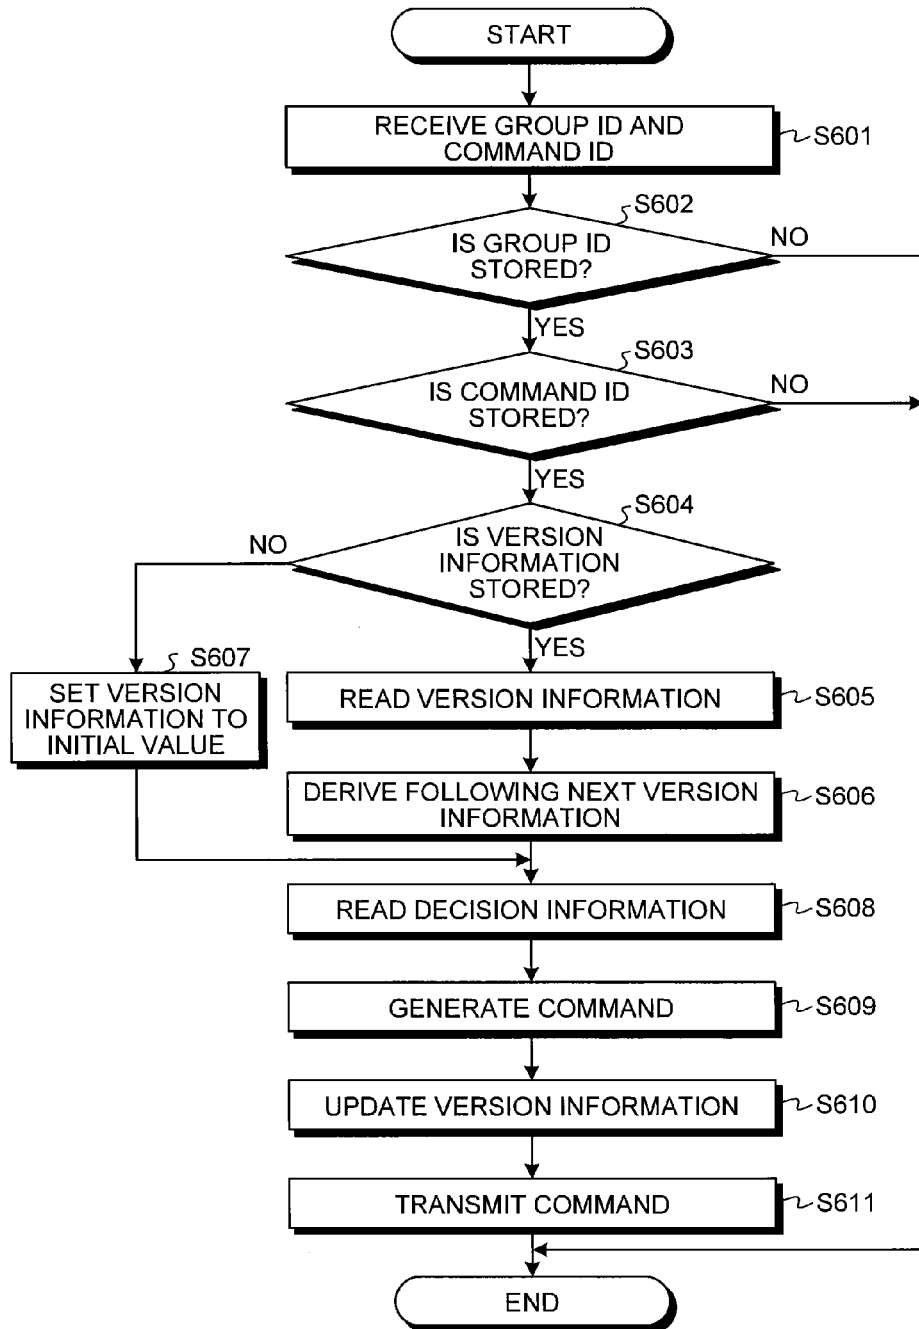 START
RECEIVE GROUP ID AND
COMMAND ID
S601
S602
IS GROUP ID
STORED?
NO
YES
S603
IS COMMAND ID
STORED?
NO
YES
S604
IS VERSION
INFORMATION
STORED?
NO
YES
S607
SET VERSION
INFORMATION TO
INITIAL VALUE
READ VERSION INFORMATION
S605
DERIVE FOLLOWING NEXT VERSION
INFORMATION
S606
READ DECISION INFORMATION
S608
GENERATE COMMAND
S609
UPDATE VERSION INFORMATION
S610
TRANSMIT COMMAND
S611
END